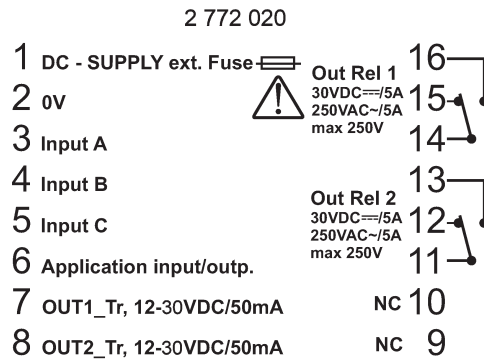 2 772 020
1 DC - SUPPLY ext. Fuse
2 0V
3 Input A
4 Input B
5 Input C
6 Application input/outp.
7 OUT1_Tr, 12-30VDC/50mA
8 OUT2_Tr, 12-30VDC/50mA
Out Rel 1
30VDC⎓/5A
250VAC~/5A
max 250V
16
15
14
Out Rel 2
30VDC⎓/5A
250VAC~/5A
max 250V
13
12
11
NC 10
NC 9